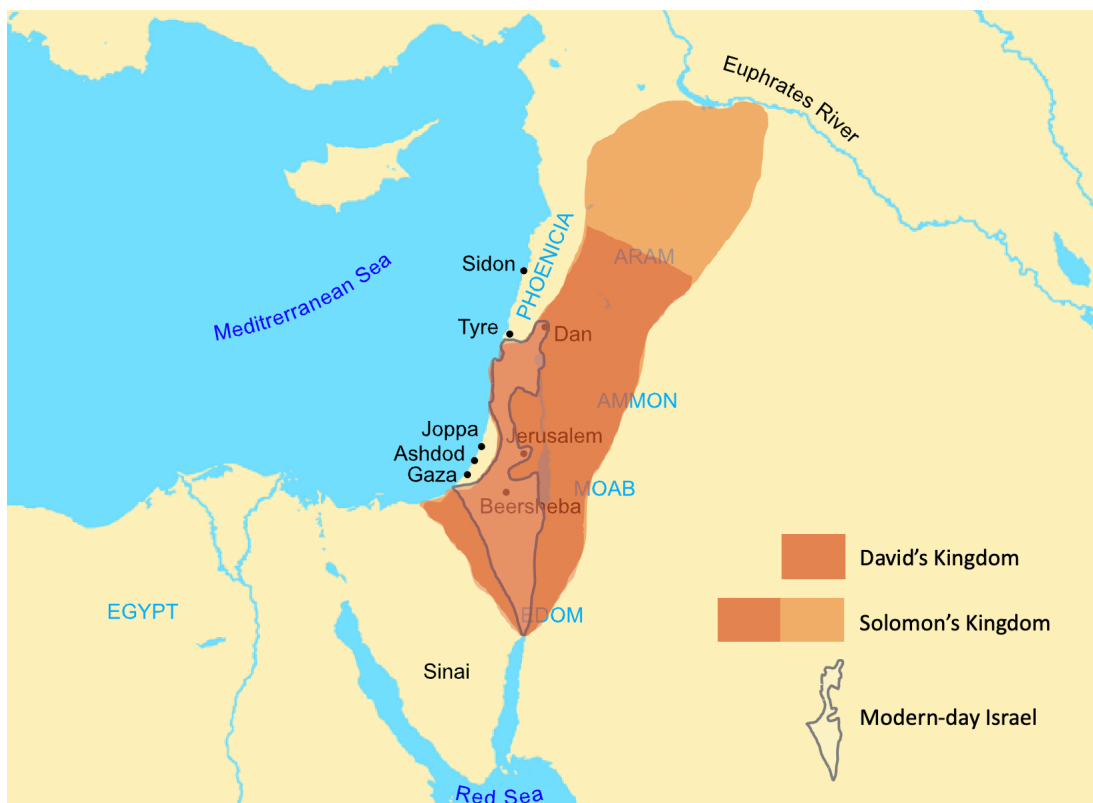 Euphrates River
PHOENICIA
ARAM
Sidon
Mediterranean Sea
Tyre
Dan
AMMON
Joppa
Jerusalem
Ashdod
Gaza
MOAB
Beersheba
David's Kingdom
EGYPT
EDOM
Solomon's Kingdom
Sinai
Modern-day Israel
Red Sea